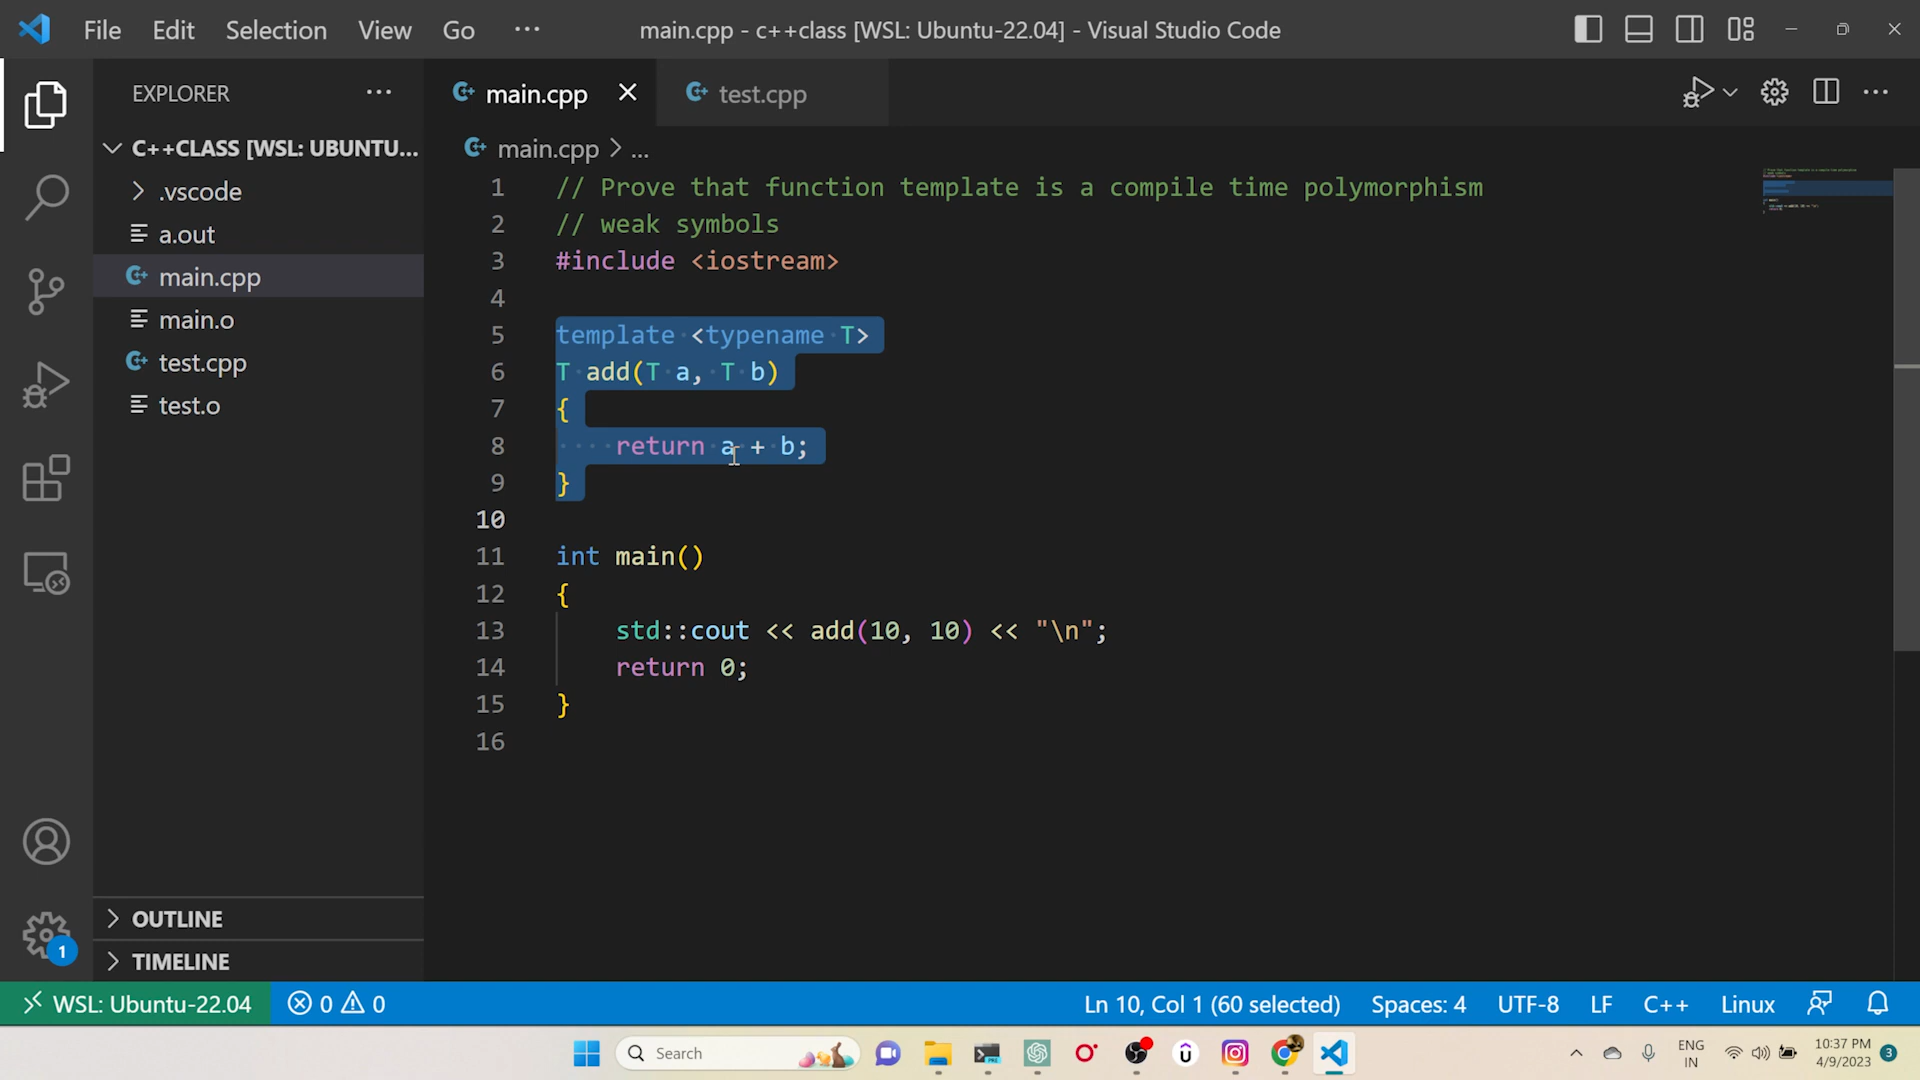 File Edit Selection View Go ··· main.cpp - c++class [WSL: Ubuntu-22.04] - Visual Studio Code
EXPLORER ··· main.cpp test.cpp
C++CLASS [WSL: UBUNTU...
.vscode
a.out
main.cpp
main.o
test.cpp
test.o
main.cpp > ...
1 // Prove that function template is a compile time polymorphism
2 // weak symbols
3 #include <iostream>
4
5 template <typename T>
6 T add(T a, T b)
7 {
8 return a + b;
9 }
10
11 int main()
12 {
13 std::cout << add(10, 10) << "\n";
14 return 0;
15 }
16
OUTLINE
1
TIMELINE
WSL: Ubuntu-22.04 0 0 Ln 10, Col 1 (60 selected) Spaces: 4 UTF-8 LF C++ Linux
Search ENG IN 10:37 PM 4/9/2023 3